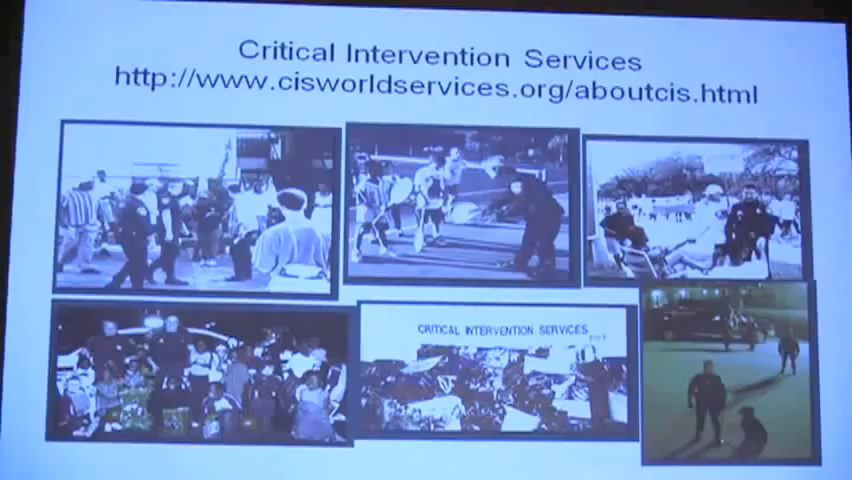 Critical Intervention Services
http://www.cisworldservices.org/aboutcis.html
CRITICAL INTERVENTION SERVICES